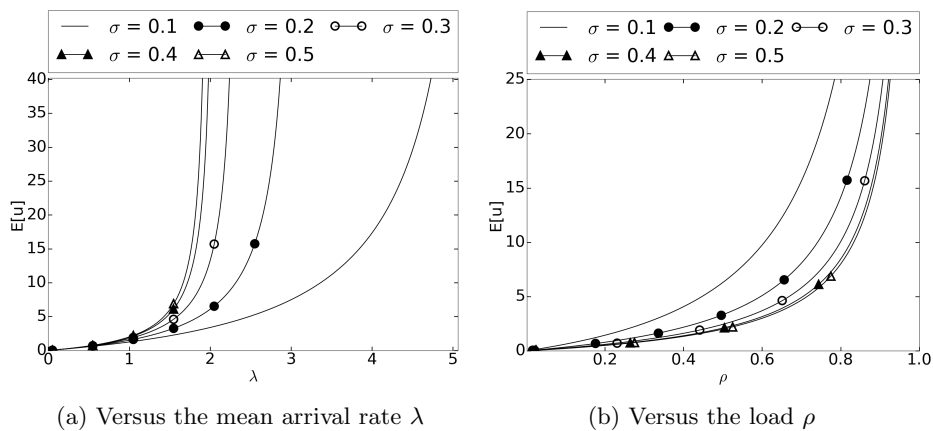 σ = 0.1 σ = 0.2 σ = 0.3
σ = 0.4 σ = 0.5
40
35
30
25
20
15
10
5
0
E[u]
0 1 2 3 4 5
λ
(a) Versus the mean arrival rate λ
σ = 0.1 σ = 0.2 σ = 0.3
σ = 0.4 σ = 0.5
25
20
15
10
5
0
E[u]
0.2 0.4 0.6 0.8 1.0
ρ
(b) Versus the load ρ